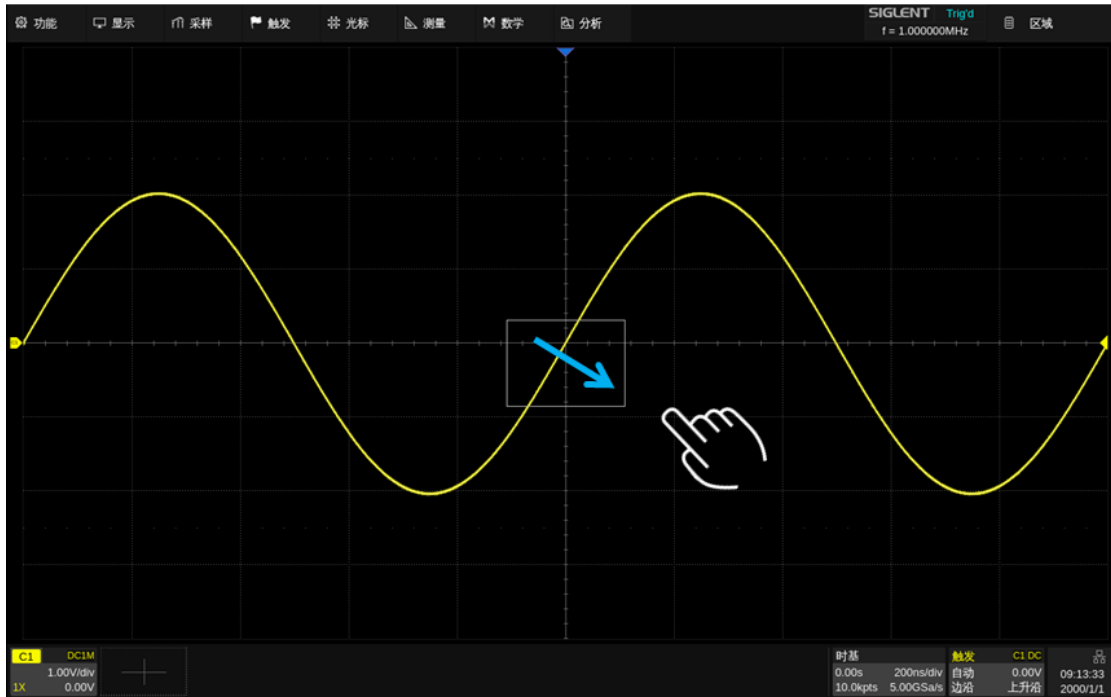 功能 显示 采样 触发 光标 测量 数学 分析 SIGLENT Trig'd 区域
f = 1.000000MHz
C1 DC1M 时基 触发 C1 DC
1.00V/div 0.00s 200ns/div 自动 0.00V 09:13:33
1X 0.00V 10.0kpts 5.00GSa/s 边沿 上升沿 2000/1/1